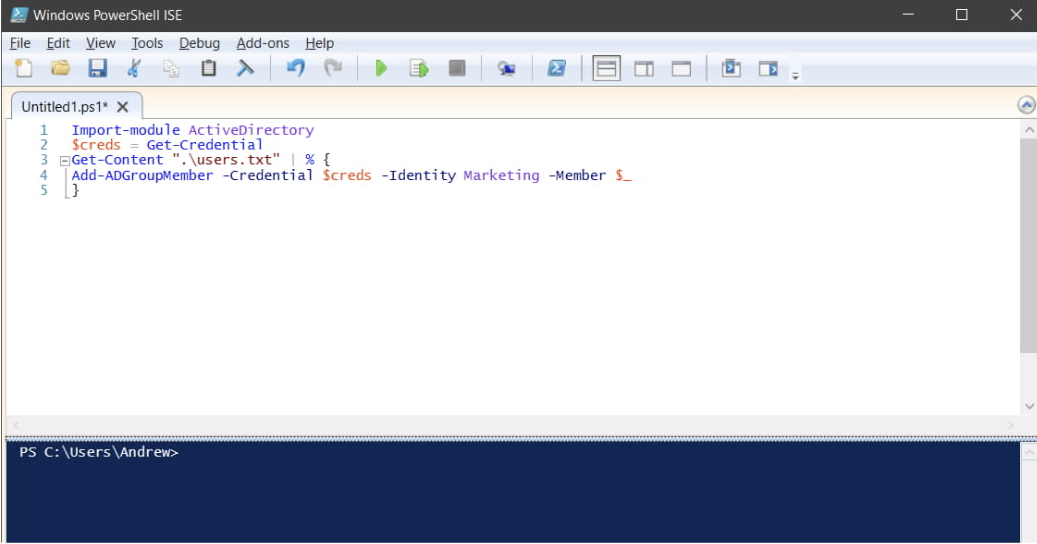 Windows PowerShell ISE
File Edit View Tools Debug Add-ons Help
Untitled1.ps1* X
1 Import-module ActiveDirectory
2 $creds = Get-Credential
3 Get-Content ".\users.txt" | % {
4 Add-ADGroupMember -Credential $creds -Identity Marketing -Member $_
5 }
PS C:\Users\Andrew>